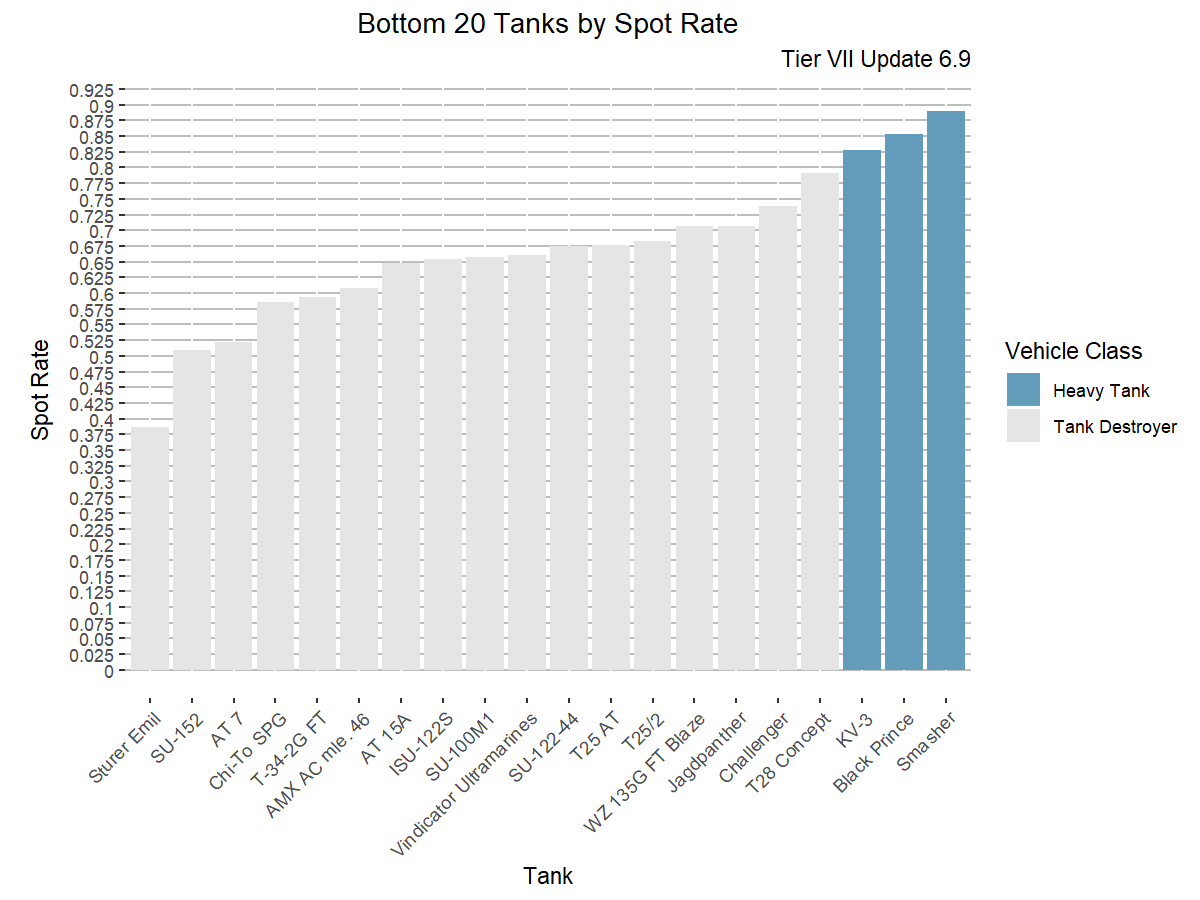 Bottom 20 Tanks by Spot Rate
Tier VII Update 6.9
0.925
0.9
0.875
0.85
0.825
0.8
0.775
0.75
0.725
0.7
0.675
0.65
0.625
0.6
0.575
0.55
0.525
0.5
0.475
0.45
0.425
0.4
0.375
0.35
0.325
0.3
0.275
0.25
0.225
0.2
0.175
0.15
0.125
0.1
0.075
0.05
0.025
0
Spot Rate
Vehicle Class
Heavy Tank
Tank Destroyer
Sturer Emil
SU-152
AT 7
Chi-To SPG
T-34-2G FT
AMX AC mle. 46
AT 15A
ISU-122S
SU-100M1
Vindicator Ultramarines
SU-122-44
T25 AT
T25/2
WZ 135G FT Blaze
Jagdpanther
Challenger
T28 Concept
KV-3
Black Prince
Smasher
Tank